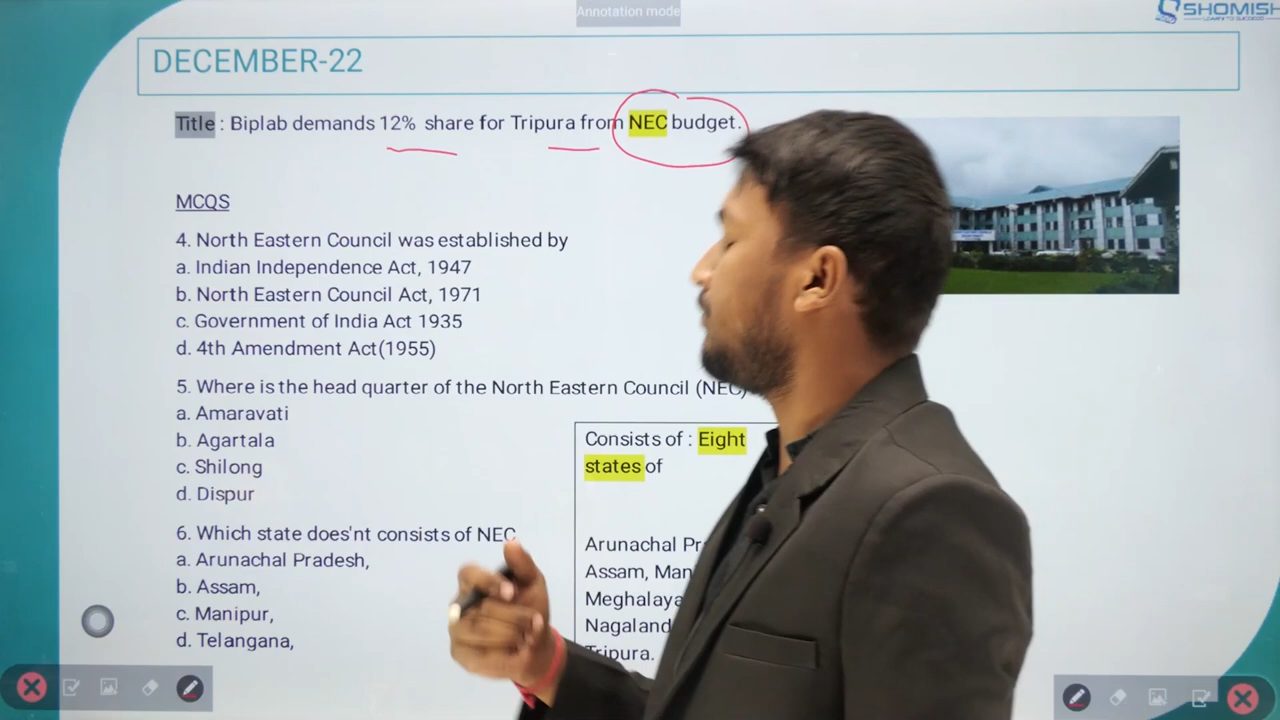 Annotation mode
SHOMISH
LEARN TO SUCCEED
DECEMBER-22
Title : Biplab demands 12% share for Tripura from NEC budget.
MCQS
4. North Eastern Council was established by
a. Indian Independence Act, 1947
b. North Eastern Council Act, 1971
c. Government of India Act 1935
d. 4th Amendment Act(1955)
5. Where is the head quarter of the North Eastern Council (NEC)
a. Amaravati
b. Agartala
c. Shilong
d. Dispur
6. Which state does'nt consists of NEC
a. Arunachal Pradesh,
b. Assam,
c. Manipur,
d. Telangana,
Consists of : Eight
states of
Arunachal Pr
Assam, Man
Meghalaya
Nagaland
Tripura.